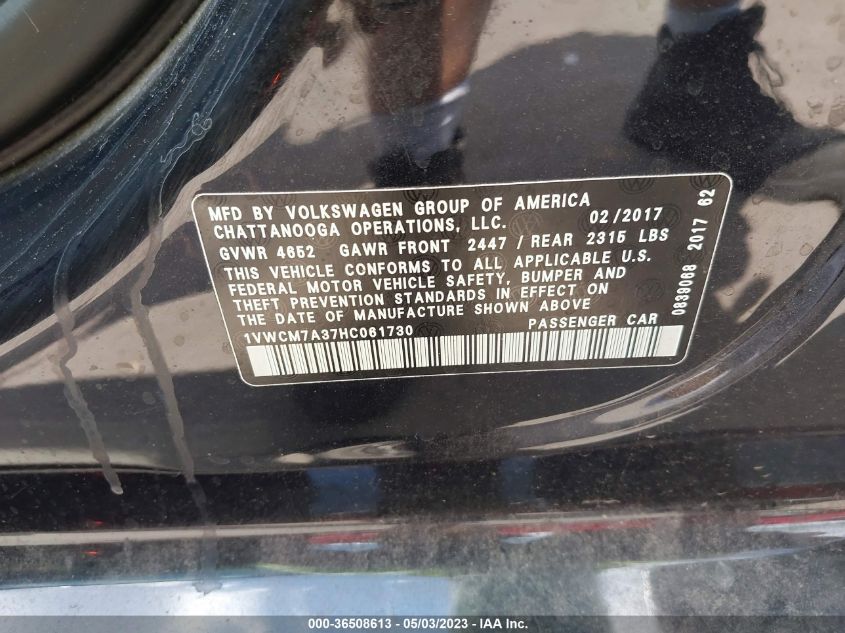 MFD BY VOLKSWAGEN GROUP OF AMERICA
CHATTANOOGA OPERATIONS, LLC. 02/2017
GVWR 4652 GAWR FRONT 2447 / REAR 2315 LBS
THIS VEHICLE CONFORMS TO ALL APPLICABLE U.S.
FEDERAL MOTOR VEHICLE SAFETY, BUMPER AND
THEFT PREVENTION STANDARDS IN EFFECT ON
THE DATE OF MANUFACTURE SHOWN ABOVE
1VWCM7A37HC061730 PASSENGER CAR
0839068 2017 62
000-36508613 - 05/03/2023 - IAA Inc.